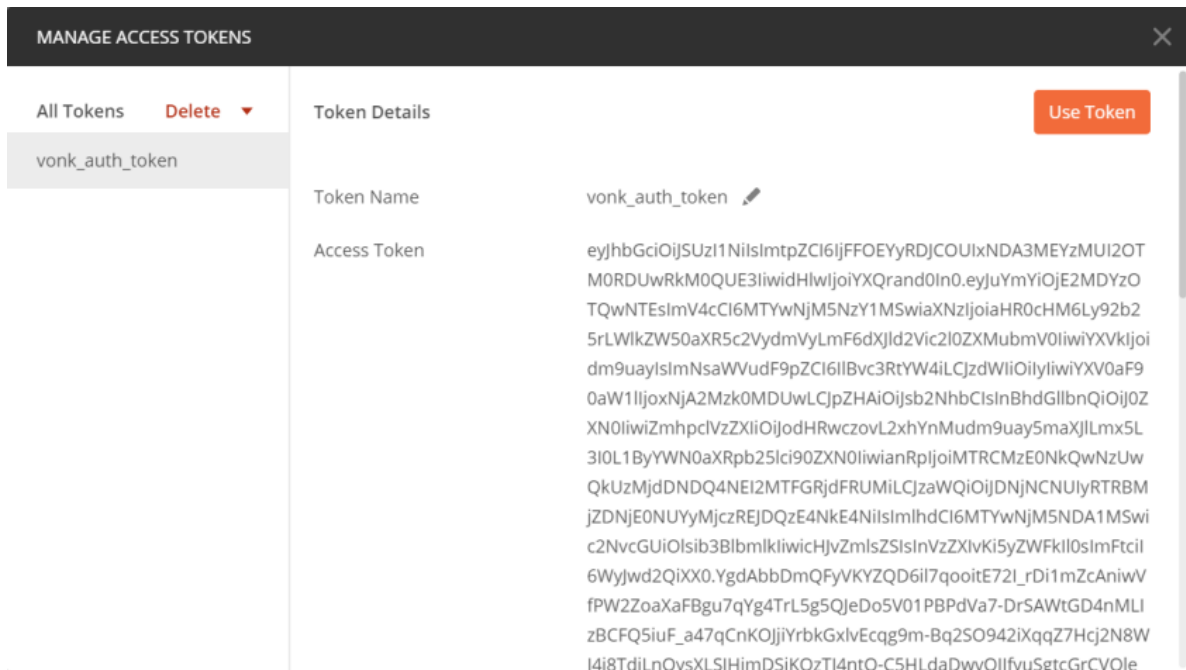 MANAGE ACCESS TOKENS
All Tokens Delete
Token Details
Use Token
vonk_auth_token
Token Name
vonk_auth_token
Access Token
eyJhbGciOiJSUzI1NiIsImtpZCI6IjFFOEYyRDJCOUIxNDA3MEYzMUI2OT
M0RDUwRkM0QUE3IiwidHlwIjoiYXQrand0In0.eyJuYmYiOjE2MDYzO
TQwNTEsImV4cCI6MTYwNjM5NzY1MSwiaXNzIjoiaHR0cHM6Ly92b2
5rLWlkZW50aXR5c2VydmVyLmF6dXJld2Vic2l0ZXMubmV0IiwiYXVkIjoi
dm9uayIsImNsaWVudF9pZCI6IlBvc3RtYW4iLCJzdWIiOiIyIiwiYXV0aF9
0aW1lIjoxNjA2Mzk0MDUwLCJpZHAiOiJsb2NhbCIsInBhdGllbnQiOiJ0Z
XN0IiwiZmhpclVzZXIiOiJodHRwczovL2xhYnMudm9uay5maXJlLmx5L
3I0L1ByYWN0aXRpb25lci90ZXN0IiwianRpIjoiMTRCMzE0NkQwNzUw
QkUzMjdDNDQ4NEI2MTFGRjdFRUMiLCJzaWQiOiJDNjNCNUIyRTRBM
jZDNjE0NUYyMjczREJDQzE4NkE4NiIsImlhdCI6MTYwNjM5NDA1MSwi
c2NvcGUiOlsib3BlbmlkIiwicHJvZmlsZSIsInVzZXIvKi5yZWFkIl0sImFtciI
6WyJwd2QiXX0.YgdAbbDmQFyVKYZQD6il7qooitE72I_rDi1mZcAniwV
fPW2ZoaXaFBgu7qYg4TrL5g5QJeDo5V01PBPdVa7-DrSAWtGD4nMLI
zBCFQ5iuF_a47qCnKOJjiYrbkGxlvEcqg9m-Bq2SO942iXqqZ7Hcj2N8W